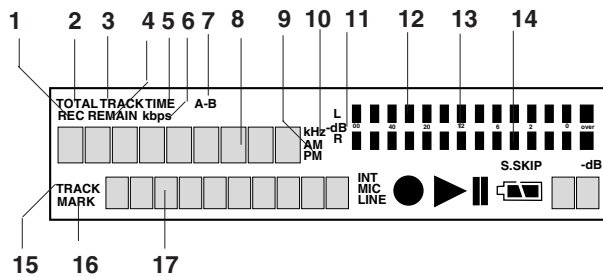 1 2 3 4 5 6 7 8 9 10 11 12 13 14
TOTAL TRACK TIME A-B
REC REMAIN kbps
L
kHz -dB 00 40 20 12 6 2 0 over
AM R
PM
S.SKIP -dB
TRACK INT
MARK MIC
LINE
15 16 17